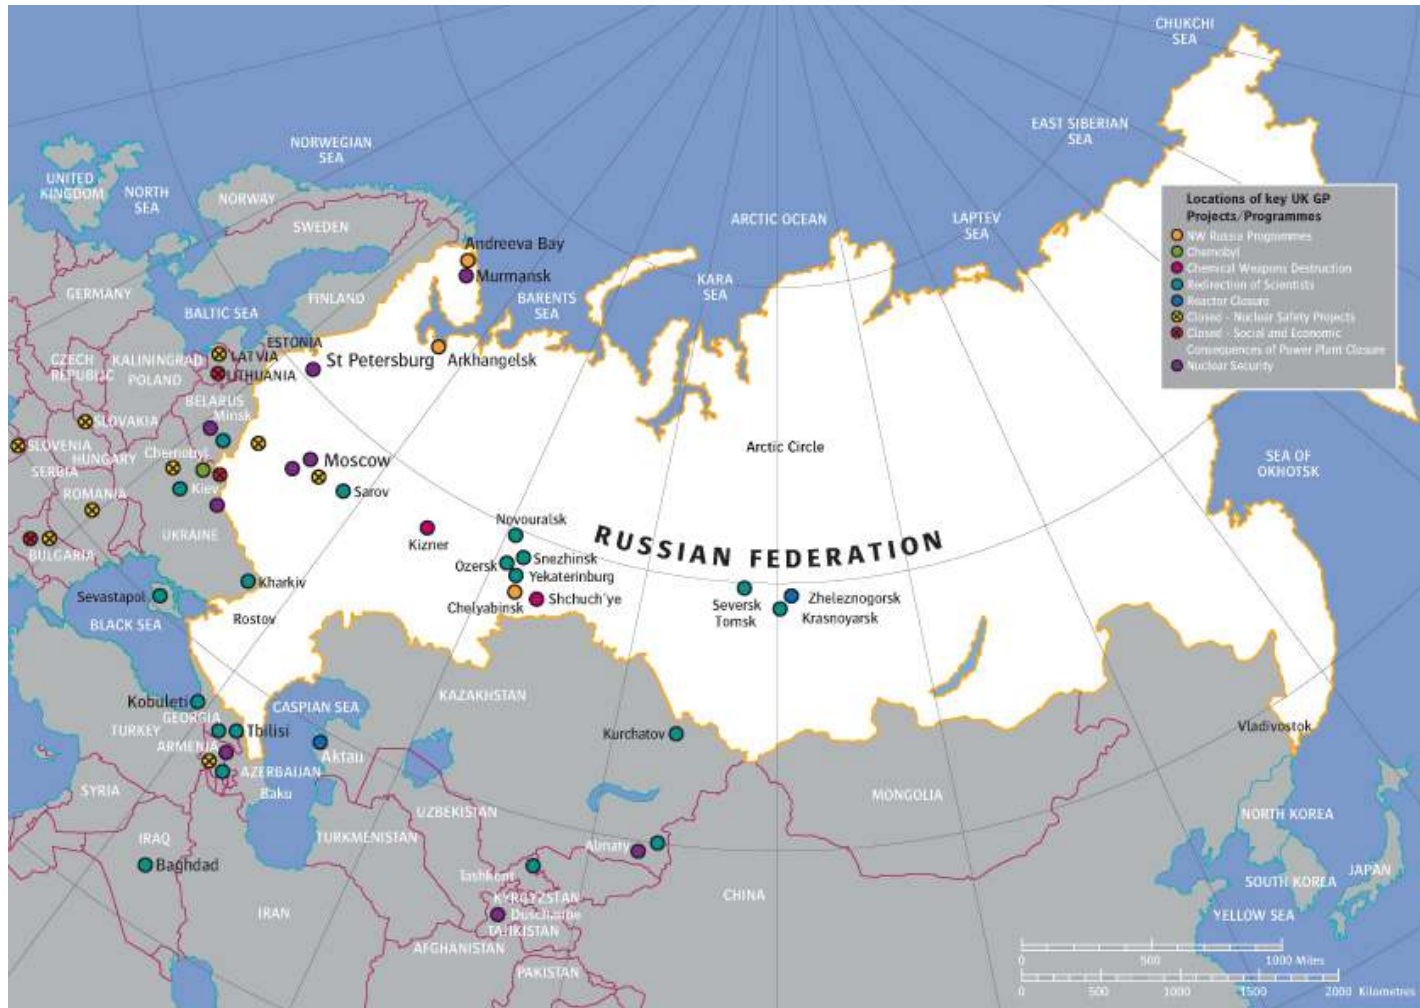 CHUKCHI
SEA
EAST SIBERIAN
SEA
NORWEGIAN
SEA
UNITED
KINGDOM
NORTH
SEA
NORWAY
SWEDEN
ARCTIC OCEAN
LAPTEV
SEA
Locations of key UK GP
Projects/Programmes
NW Russia Programmes
Chernobyl
Chemical Weapons Destruction
Redirection of Scientists
Reactor Closure
Closed - Nuclear Safety Projects
Closed - Social and Economic
Consequences of Power Plant Closure
Nuclear Security
Andreeva Bay
Murmansk
KARA
SEA
BARENTS
SEA
GERMANY
FINLAND
BALTIC SEA
ESTONIA
LATVIA
LITHUANIA
St Petersburg
Arkhangelsk
CZECH
REPUBLIC
KALININGRAD
POLAND
BELARUS
Minsk
SLOVAKIA
SLOVENIA
HUNGARY
Chernobyl
SERBIA
Moscow
Arctic Circle
SEA OF
OKHOTSK
ROMANIA
Kiev
Sarov
UKRAINE
BULGARIA
Kizner
Novouralsk
RUSSIAN FEDERATION
Ozersk
Snezhinsk
Yekaterinburg
Chelyabinsk
Shchuch'ye
Kharkiv
Sevastapol
BLACK SEA
Rostov
Seversk
Tomsk
Zheleznogorsk
Krasnoyarsk
Kobuleti
GEORGIA
TURKEY
Tbilisi
CASPIAN SEA
KAZAKHSTAN
ARMENIA
AZERBAIJAN
Baku
Aktau
Kurchatov
Vladivostok
SYRIA
IRAQ
Baghdad
UZBEKISTAN
TURKMENISTAN
MONGOLIA
NORTH KOREA
Almaty
Tashkent
KYRGYZSTAN
Duschanbe
TAJIKISTAN
IRAN
AFGHANISTAN
PAKISTAN
CHINA
SOUTH KOREA
JAPAN
YELLOW SEA
0 500 1000 Miles
0 500 1000 1500 2000 Kilometres